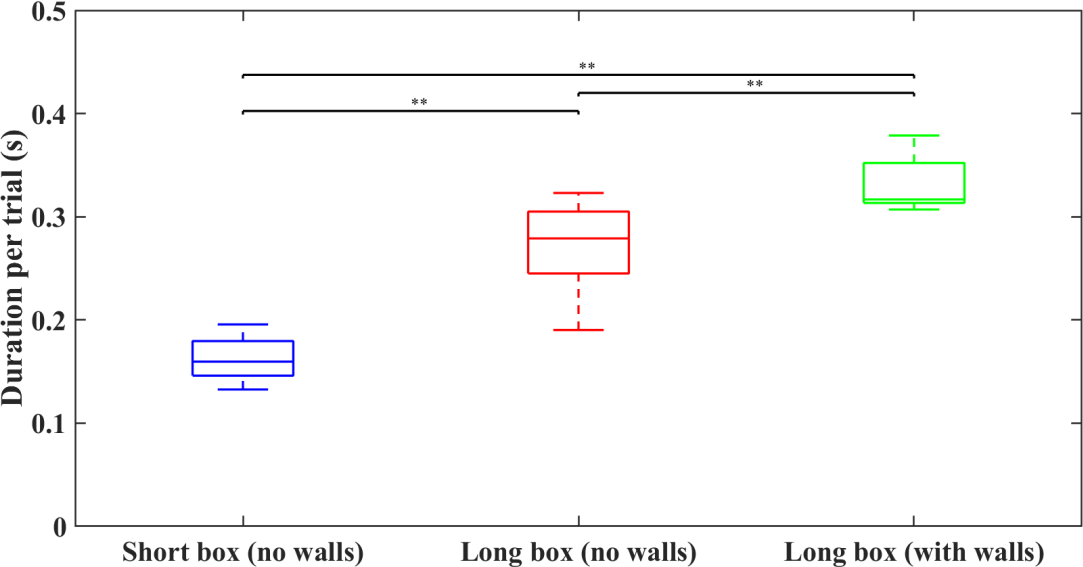 0.5
0.4
0.3
0.2
0.1
0
Duration per trial (s)
**
**
**
Short box (no walls)
Long box (no walls)
Long box (with walls)